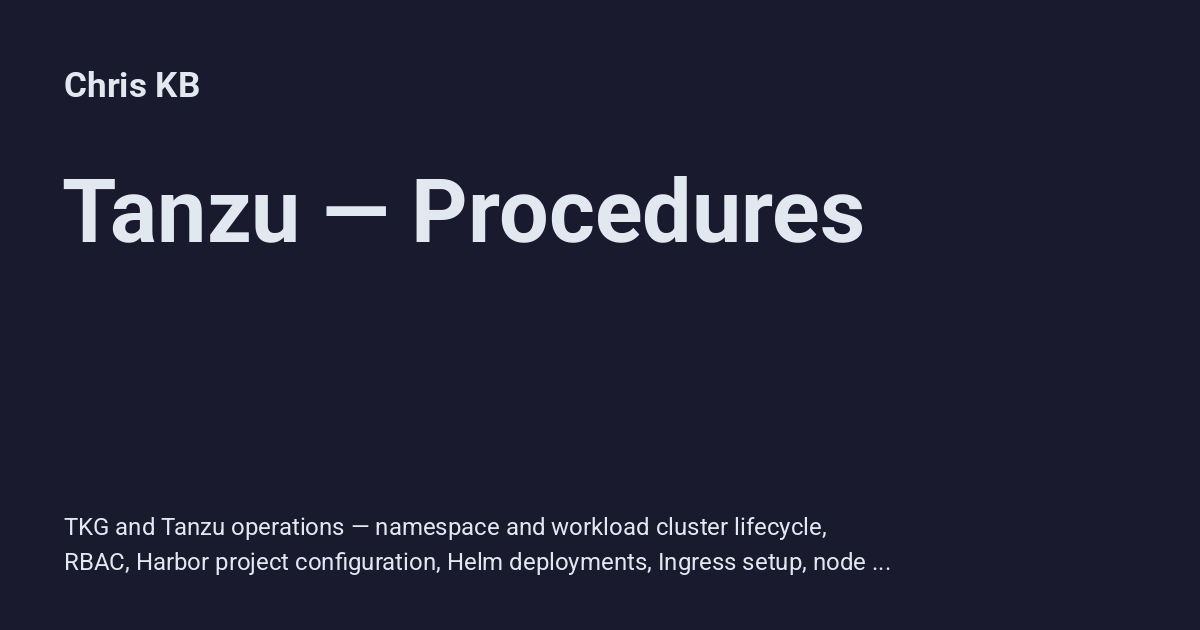 Chris KB
Tanzu — Procedures
TKG and Tanzu operations — namespace and workload cluster lifecycle,
RBAC, Harbor project configuration, Helm deployments, Ingress setup, node ...